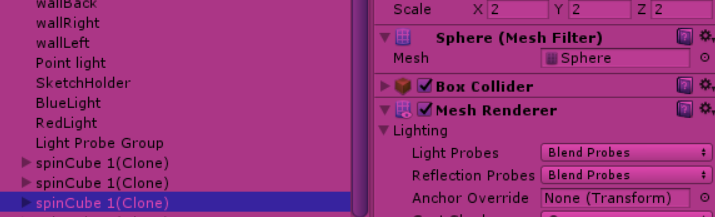 wallBack
wallRight
wallLeft
Point light
SketchHolder
BlueLight
RedLight
Light Probe Group
spinCube 1(Clone)
spinCube 1(Clone)
spinCube 1(Clone)
Scale X 2 Y 2 Z 2
Sphere (Mesh Filter)
Mesh Sphere
Box Collider
Mesh Renderer
Lighting
Light Probes Blend Probes
Reflection Probes Blend Probes
Anchor Override None (Transform)